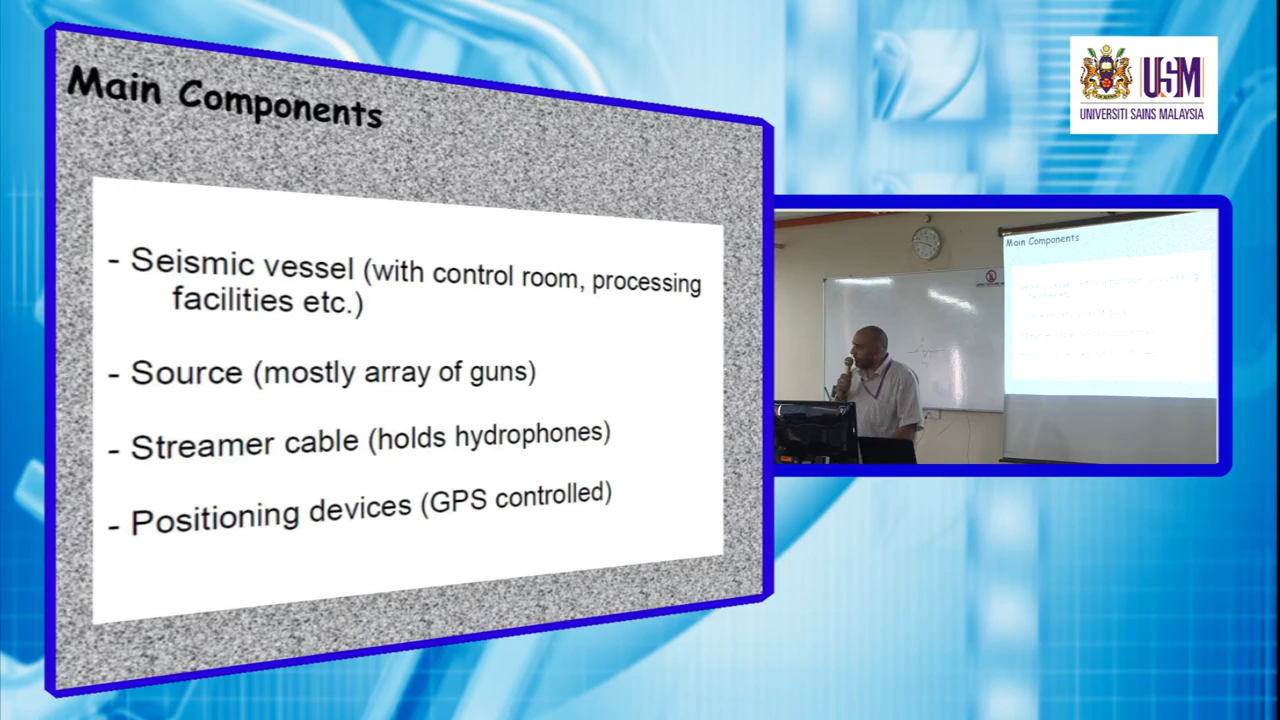 Main Components
- Seismic vessel (with control room, processing
facilities etc.)
- Source (mostly array of guns)
- Streamer cable (holds hydrophones)
- Positioning devices (GPS controlled)
USM
UNIVERSITI SAINS MALAYSIA
Main Components